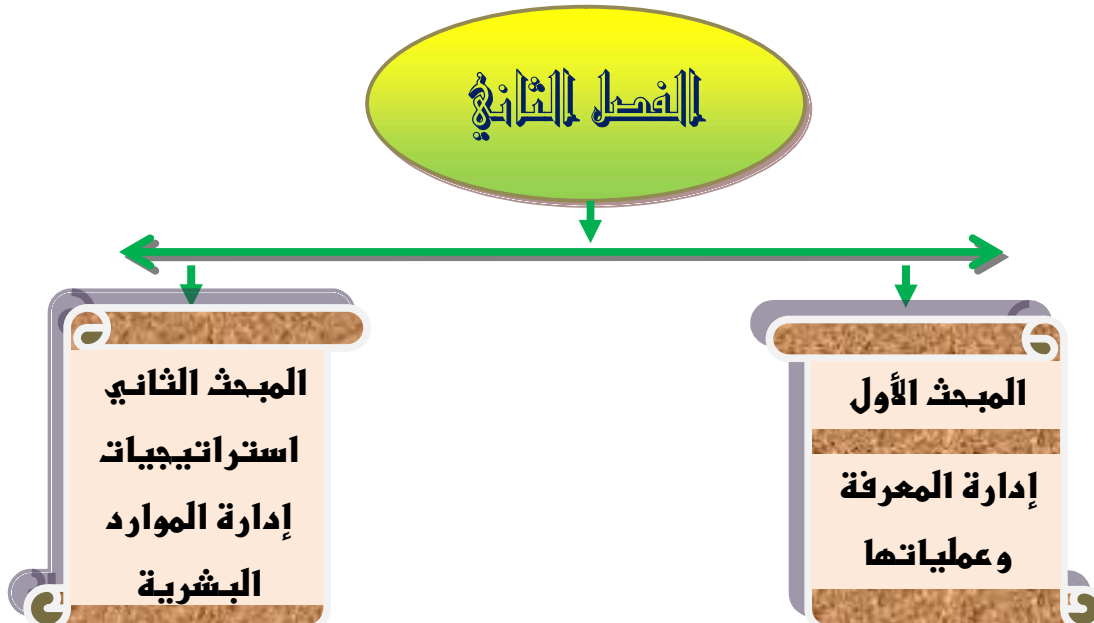 الفصل الثاني
المبحث الأول
إدارة المعرفة
وعملياتها
المبحث الثاني
استراتيجيات
إدارة الموارد
البشرية